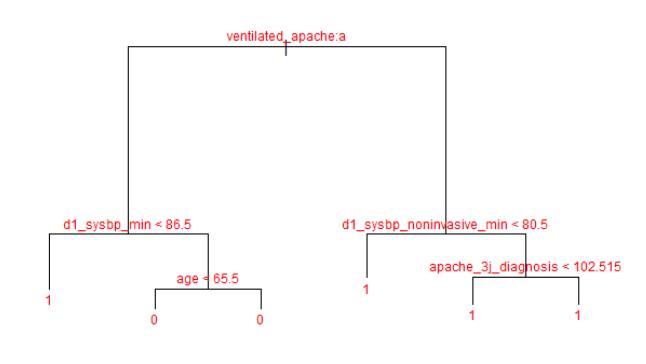 ventilated_apache:a
d1_sysbp_min < 86.5
d1_sysbp_noninvasive_min < 80.5
apache_3j_diagnosis < 102.515
age < 65.5
1
1
0
0
1
1